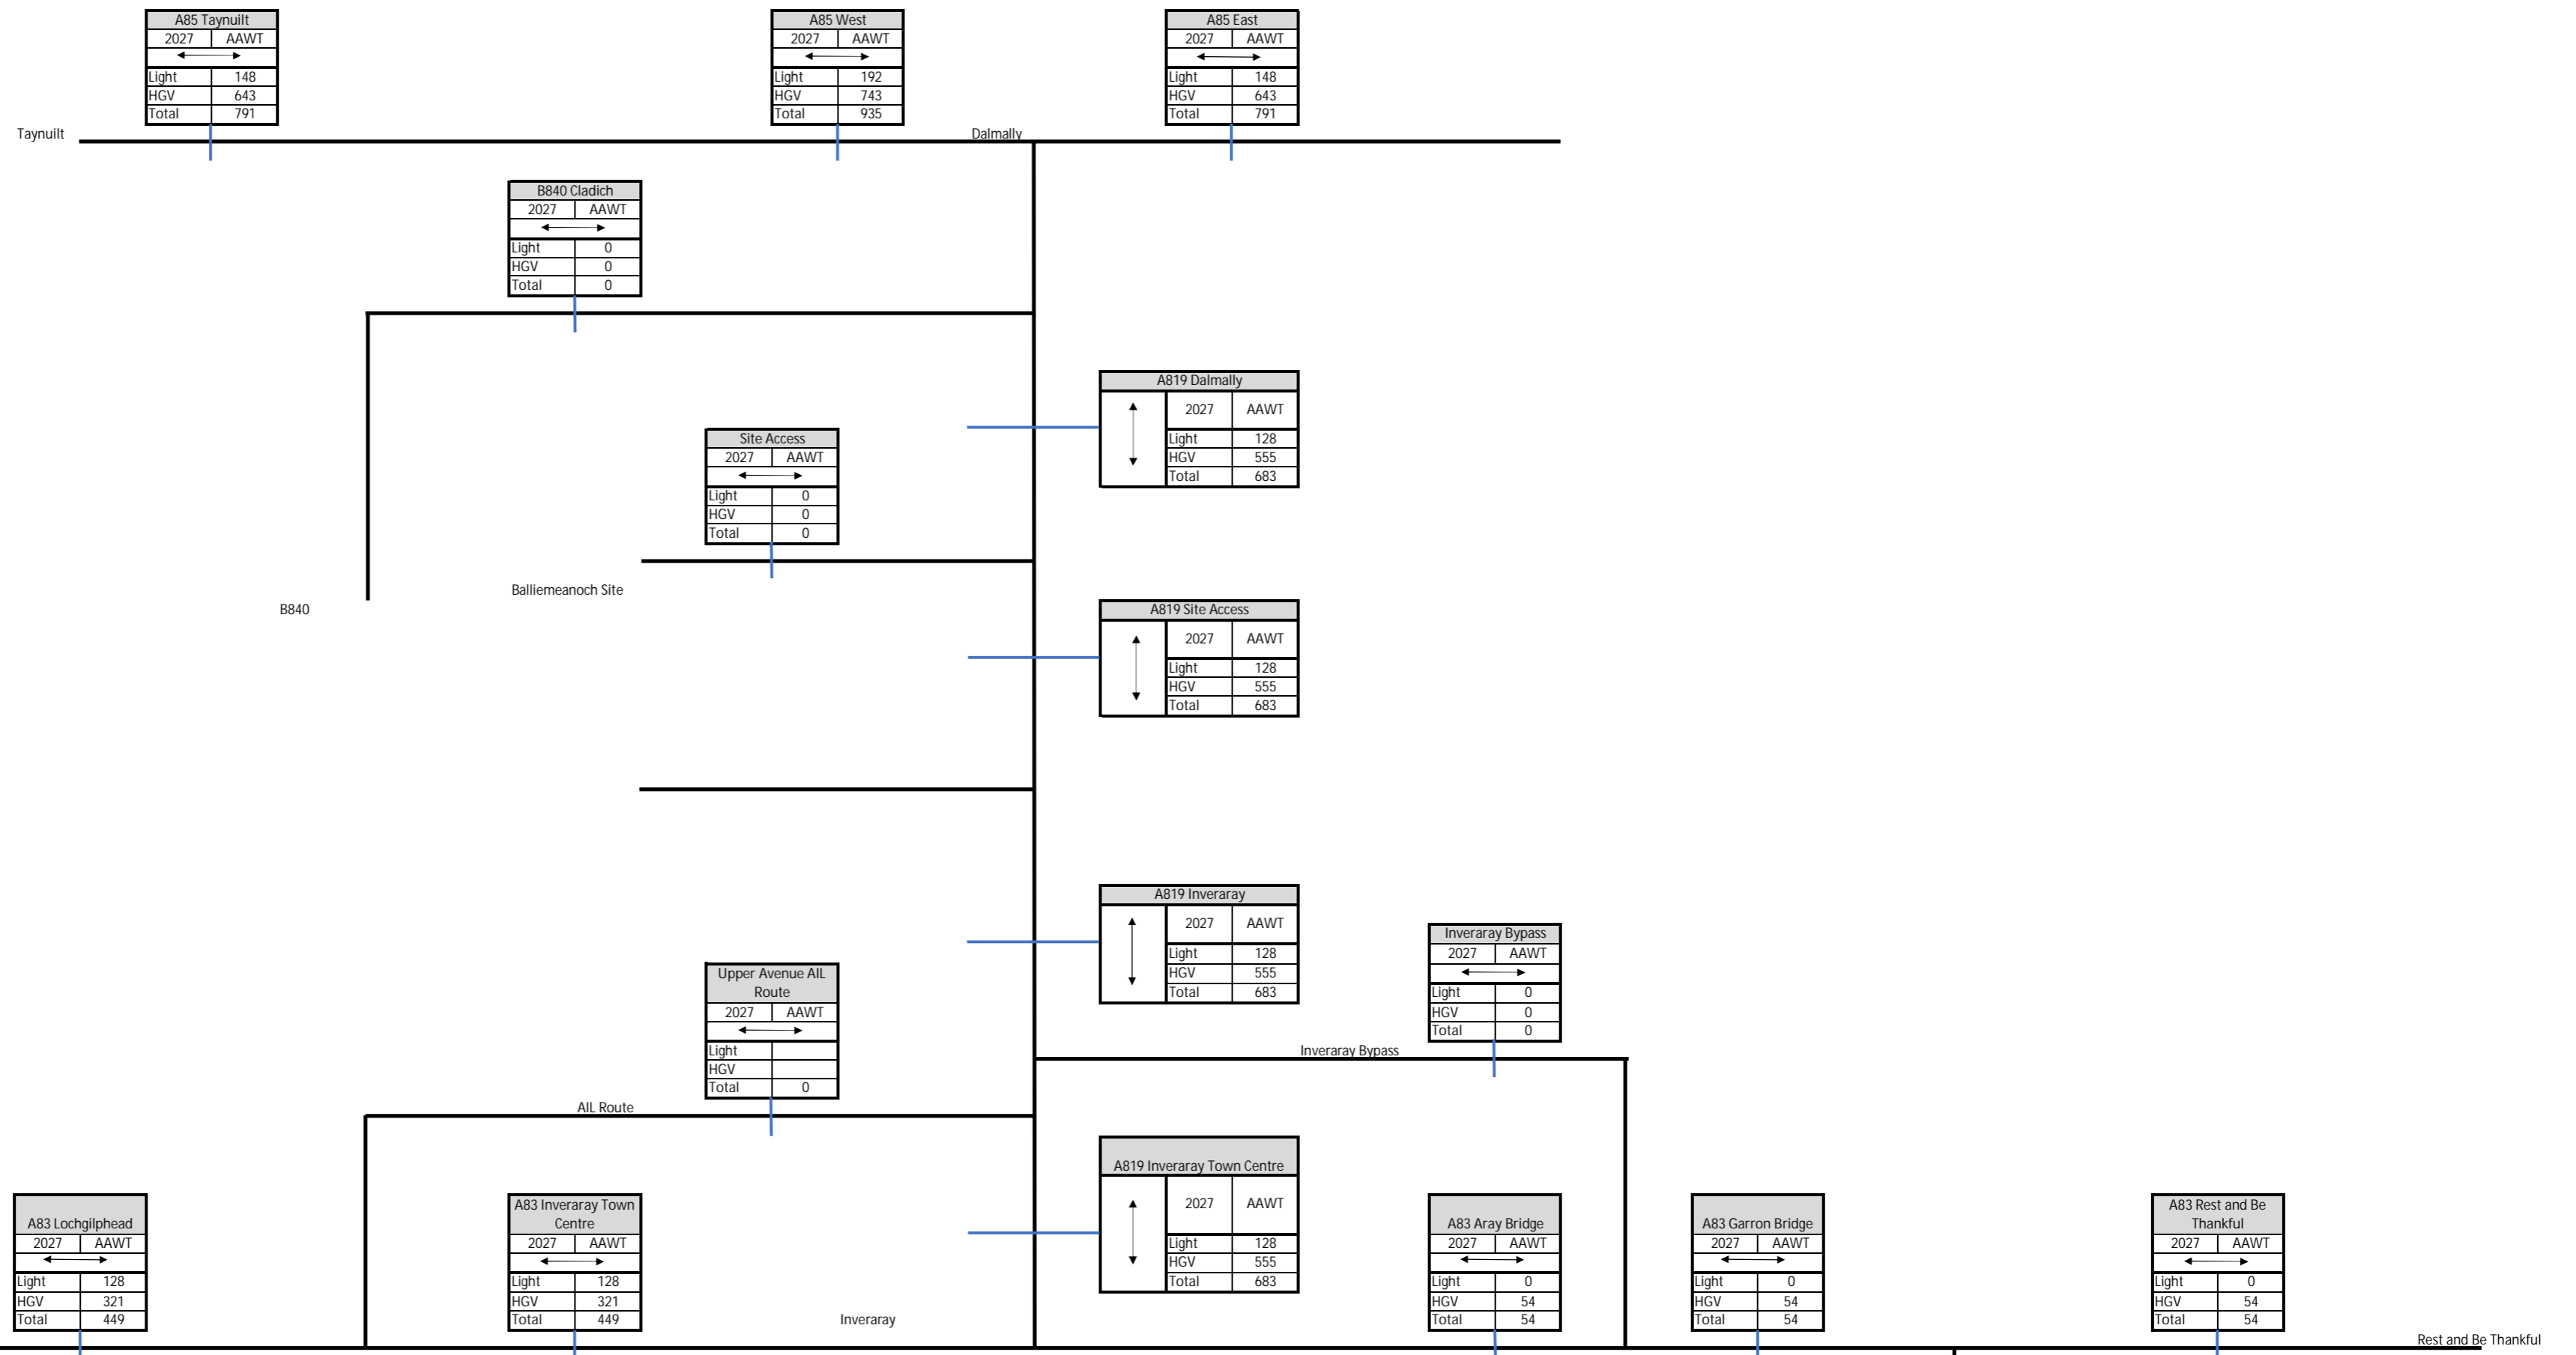 A85 Taynuilt
2027 AAWT
Light 148
HGV 643
Total 791
A85 West
2027 AAWT
Light 192
HGV 743
Total 935
A85 East
2027 AAWT
Light 148
HGV 643
Total 791
Taynuilt
Dalmally
B840 Cladich
2027 AAWT
Light 0
HGV 0
Total 0
A819 Dalmally
2027 AAWT
Light 128
HGV 555
Total 683
Site Access
2027 AAWT
Light 0
HGV 0
Total 0
Balliemeanoch Site
B840
A819 Site Access
2027 AAWT
Light 128
HGV 555
Total 683
A819 Inveraray
2027 AAWT
Light 128
HGV 555
Total 683
Inveraray Bypass
2027 AAWT
Light 0
HGV 0
Total 0
Upper Avenue AIL
Route
2027 AAWT
Light
HGV
Total 0
Inveraray Bypass
AIL Route
A819 Inveraray Town Centre
2027 AAWT
Light 128
HGV 555
Total 683
A83 Lochgilphead
2027 AAWT
Light 128
HGV 321
Total 449
A83 Inveraray Town
Centre
2027 AAWT
Light 128
HGV 321
Total 449
Inveraray
A83 Aray Bridge
2027 AAWT
Light 0
HGV 54
Total 54
A83 Garron Bridge
2027 AAWT
Light 0
HGV 54
Total 54
A83 Rest and Be
Thankful
2027 AAWT
Light 0
HGV 54
Total 54
Rest and Be Thankful